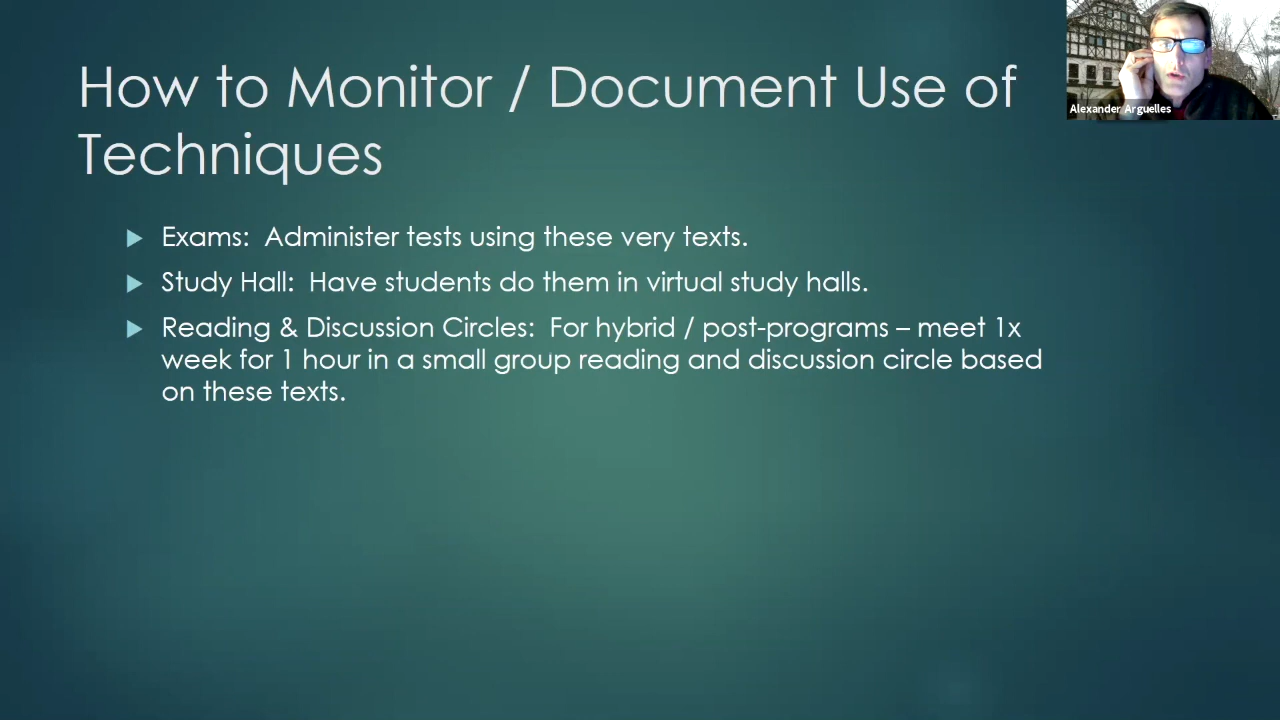 How to Monitor / Document Use of
Techniques
Alexander Arguelles
Exams:  Administer tests using these very texts.
Study Hall:  Have students do them in virtual study halls.
Reading & Discussion Circles:  For hybrid / post-programs – meet 1x
week for 1 hour in a small group reading and discussion circle based
on these texts.